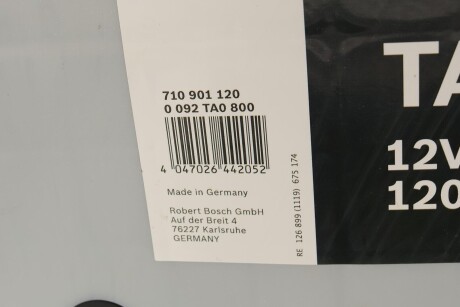 710 901 120
0 092 TA0 800
4 047026 442052
Made in Germany
Robert Bosch GmbH
Auf der Breit 4
76227 Karlsruhe
GERMANY
RE 126 899 (1119) 675 174
TA
12V
120